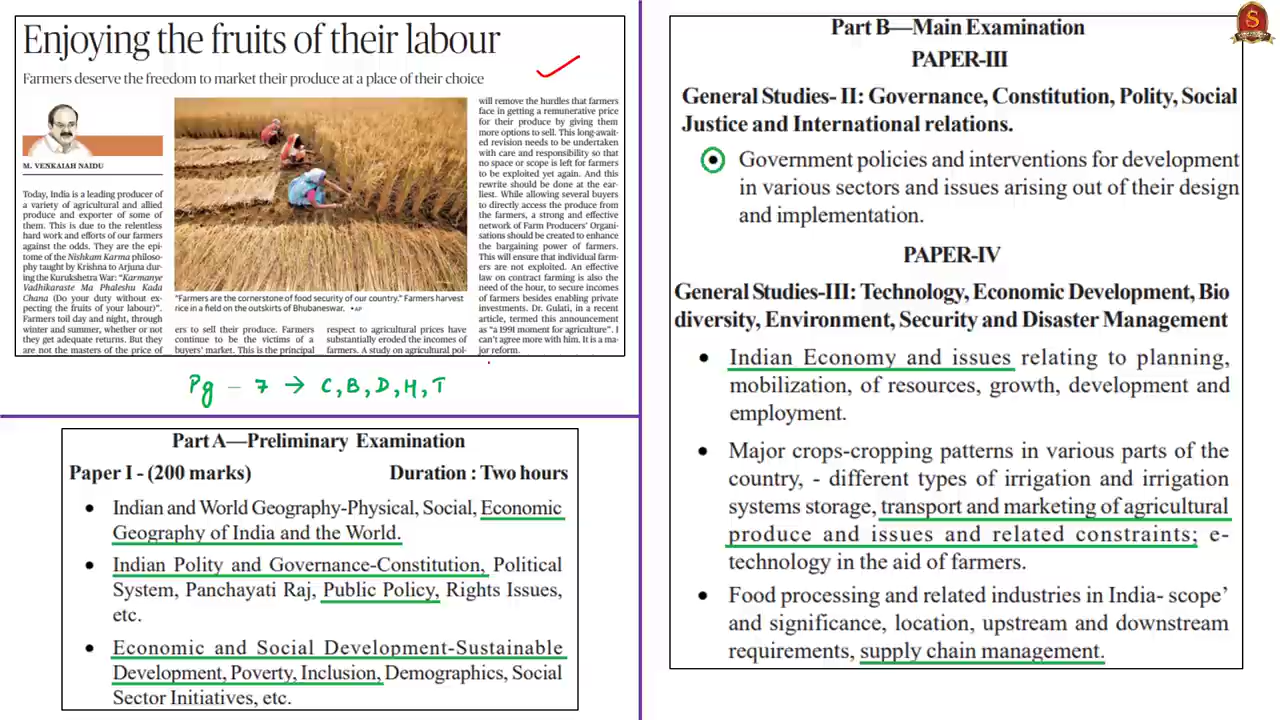 Enjoying the fruits of their labour
Farmers deserve the freedom to market their produce at a place of their choice
M. VENKAIAH NAIDU
Today, India is a leading producer of
a variety of agricultural and allied
produce and exporter of some of
them. This is due to the relentless
hard work and efforts of our farmers
against the odds. They are the epi-
tome of the Nishkam Karma philoso-
phy taught by Krishna to Arjuna dur-
ing the Kurukshetra War: “Karmanye
Vadhikaraste Ma Phaleshu Kada
Chana (Do your duty without ex-
pecting the fruits of your labour)”.
Farmers toil day and night, through
winter and summer, whether or not
they get adequate returns. But they
are not the masters of the price of
"Farmers are the cornerstone of food security of our country." Farmers harvest
rice in a field on the outskirts of Bhubaneswar. •AP
ers to sell their produce. Farmers
continue to be the victims of a
buyers' market. This is the principal
respect to agricultural prices have
substantially eroded the incomes of
farmers. A study on agricultural pol-
will remove the hurdles that farmers
face in getting a remunerative price
for their produce by giving them
more options to sell. This long-await-
ed revision needs to be undertaken
with care and responsibility so that
no space or scope is left for farmers
to be exploited yet again. And this
rewrite should be done at the ear-
liest. While allowing several buyers
to directly access the produce from
the farmers, a strong and effective
network of Farm Producers' Organi-
sations should be created to enhance
the bargaining power of farmers.
This will ensure that individual farm-
ers are not exploited. An effective
law on contract farming is also the
need of the hour, to secure incomes
of farmers besides enabling private
investments. Dr. Gulati, in a recent
article, termed this announcement
as “a 1991 moment for agriculture”. I
can't agree more with him. It is a ma-
jor reform.
Pg - 7 → C, B, D, H, T
Part A—Preliminary Examination
Paper I - (200 marks) Duration : Two hours
• Indian and World Geography-Physical, Social, Economic
Geography of India and the World.
• Indian Polity and Governance-Constitution, Political
System, Panchayati Raj, Public Policy, Rights Issues,
etc.
• Economic and Social Development-Sustainable
Development, Poverty, Inclusion, Demographics, Social
Sector Initiatives, etc.
Part B—Main Examination
PAPER-III
General Studies- II: Governance, Constitution, Polity, Social
Justice and International relations.
• Government policies and interventions for development
in various sectors and issues arising out of their design
and implementation.
PAPER-IV
General Studies-III: Technology, Economic Development, Bio
diversity, Environment, Security and Disaster Management
• Indian Economy and issues relating to planning,
mobilization, of resources, growth, development and
employment.
• Major crops-cropping patterns in various parts of the
country, - different types of irrigation and irrigation
systems storage, transport and marketing of agricultural
produce and issues and related constraints; e-
technology in the aid of farmers.
• Food processing and related industries in India- scope’
and significance, location, upstream and downstream
requirements, supply chain management.
S